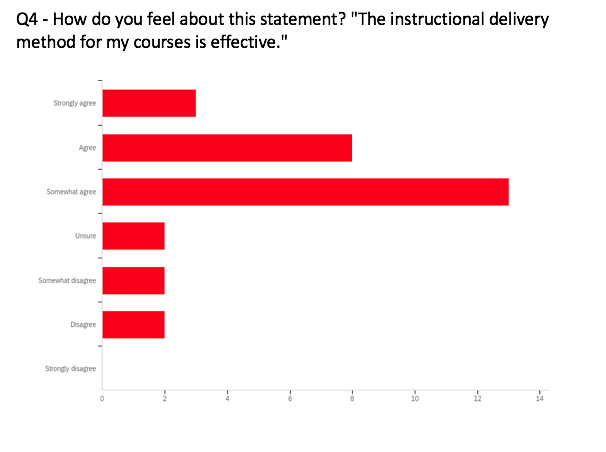 Q4 - How do you feel about this statement? "The instructional delivery
method for my courses is effective."
Strongly agree
Agree
Somewhat agree
Unsure
Somewhat disagree
Disagree
Strongly disagree
0 2 4 6 8 10 12 14